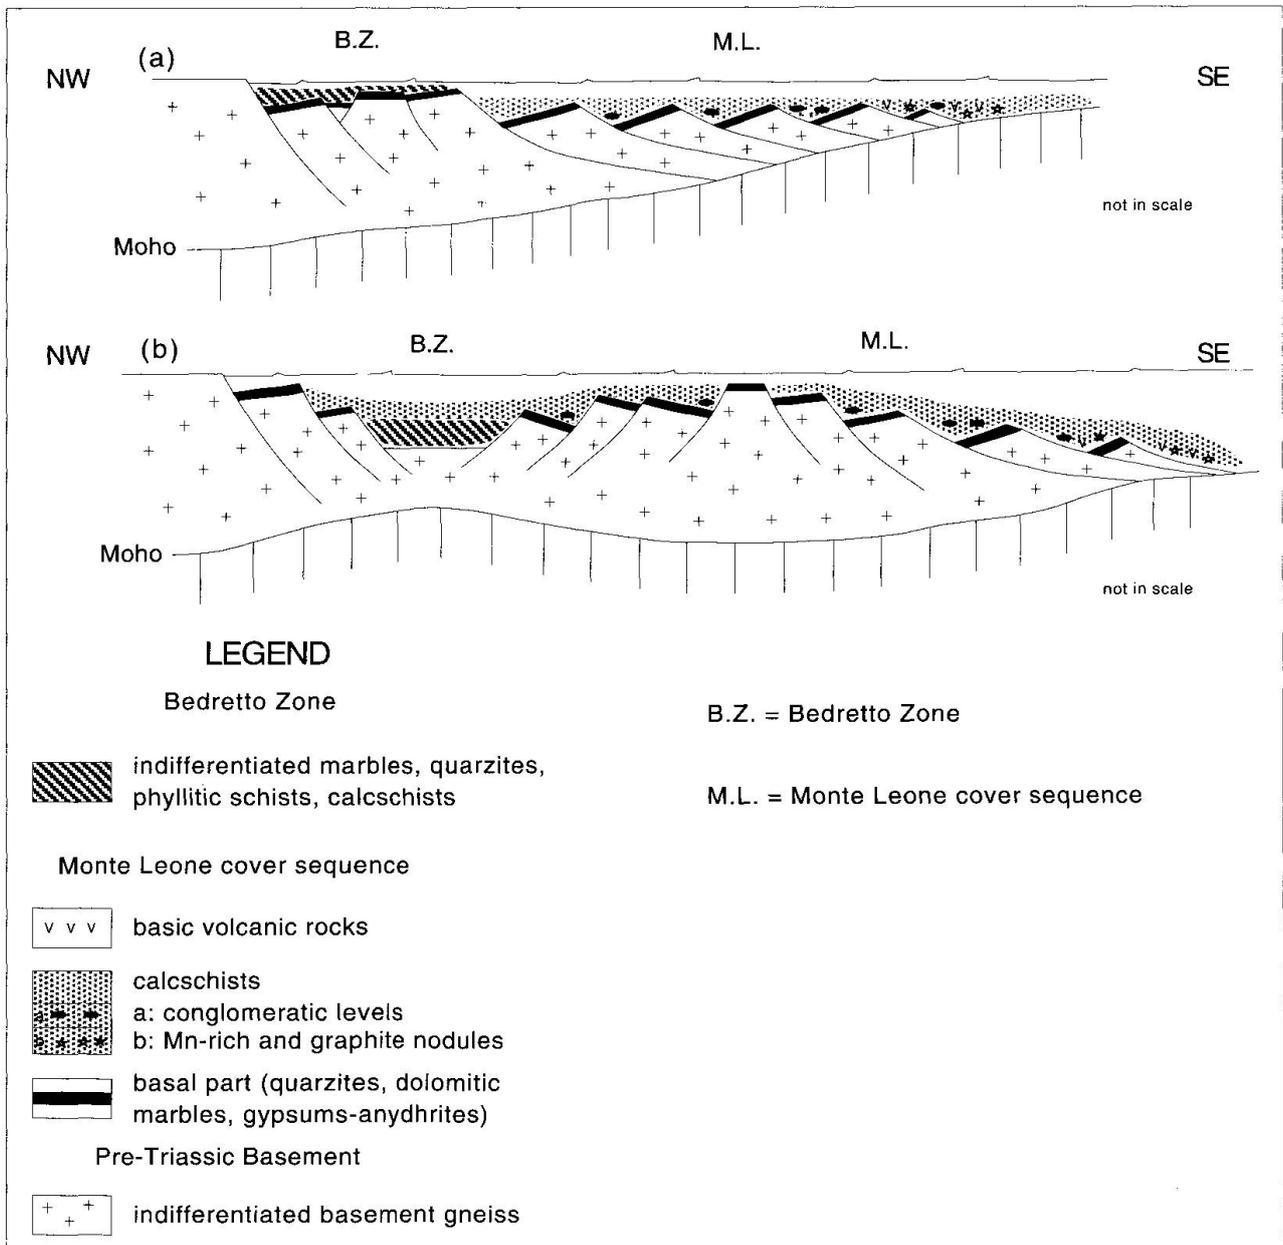 B.Z.
M.L.
(a)
NW
SE
not in scale
Moho
B.Z.
M.L.
(b)
NW
SE
Moho
not in scale
LEGEND
Bedretto Zone
B.Z. = Bedretto Zone
indifferentiated marbles, quarzites,
phyllitic schists, calcschists
M.L. = Monte Leone cover sequence
Monte Leone cover sequence
v v v
basic volcanic rocks
calcschists
a
a: conglomeratic levels
b
b: Mn-rich and graphite nodules
basal part (quarzites, dolomitic
marbles, gypsums-anydhrites)
Pre-Triassic Basement
indifferentiated basement gneiss